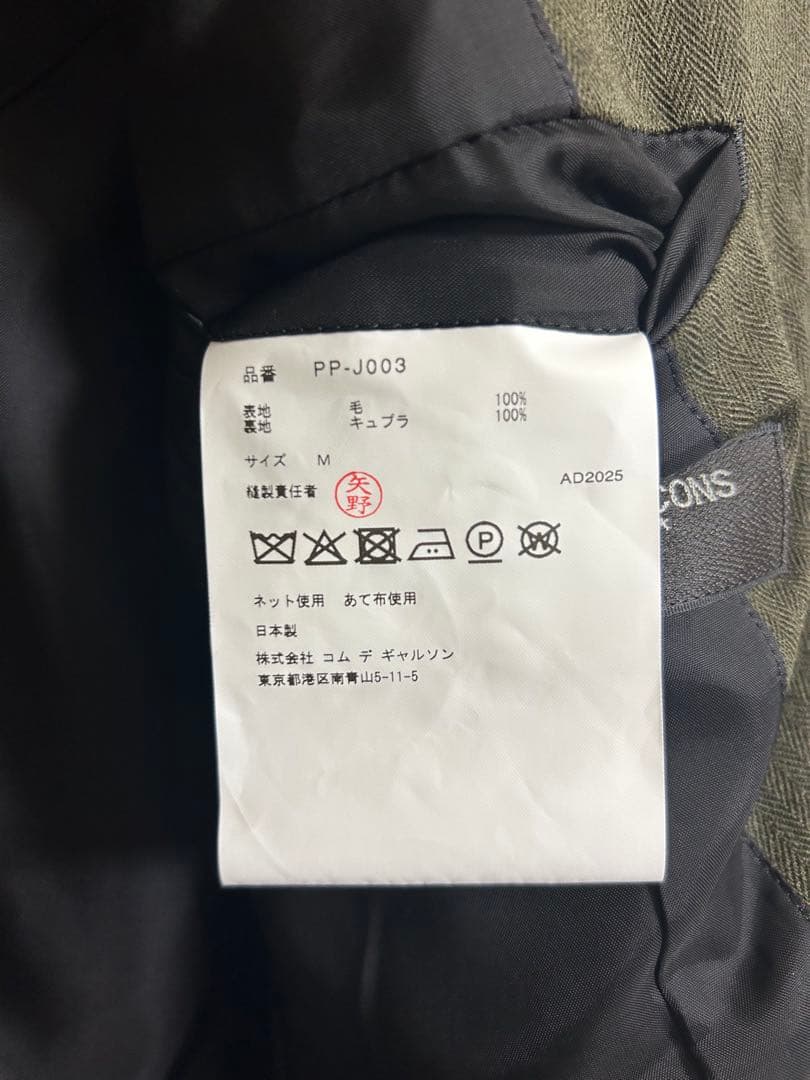 品番 PP-J003
表地 毛 100%
裏地 キュプラ 100%
サイズ M
縫製責任者 矢野 AD2025
P W
ネット使用 あて布使用
日本製
株式会社 コム デ ギャルソン
東京都港区南青山5-11-5
CONS